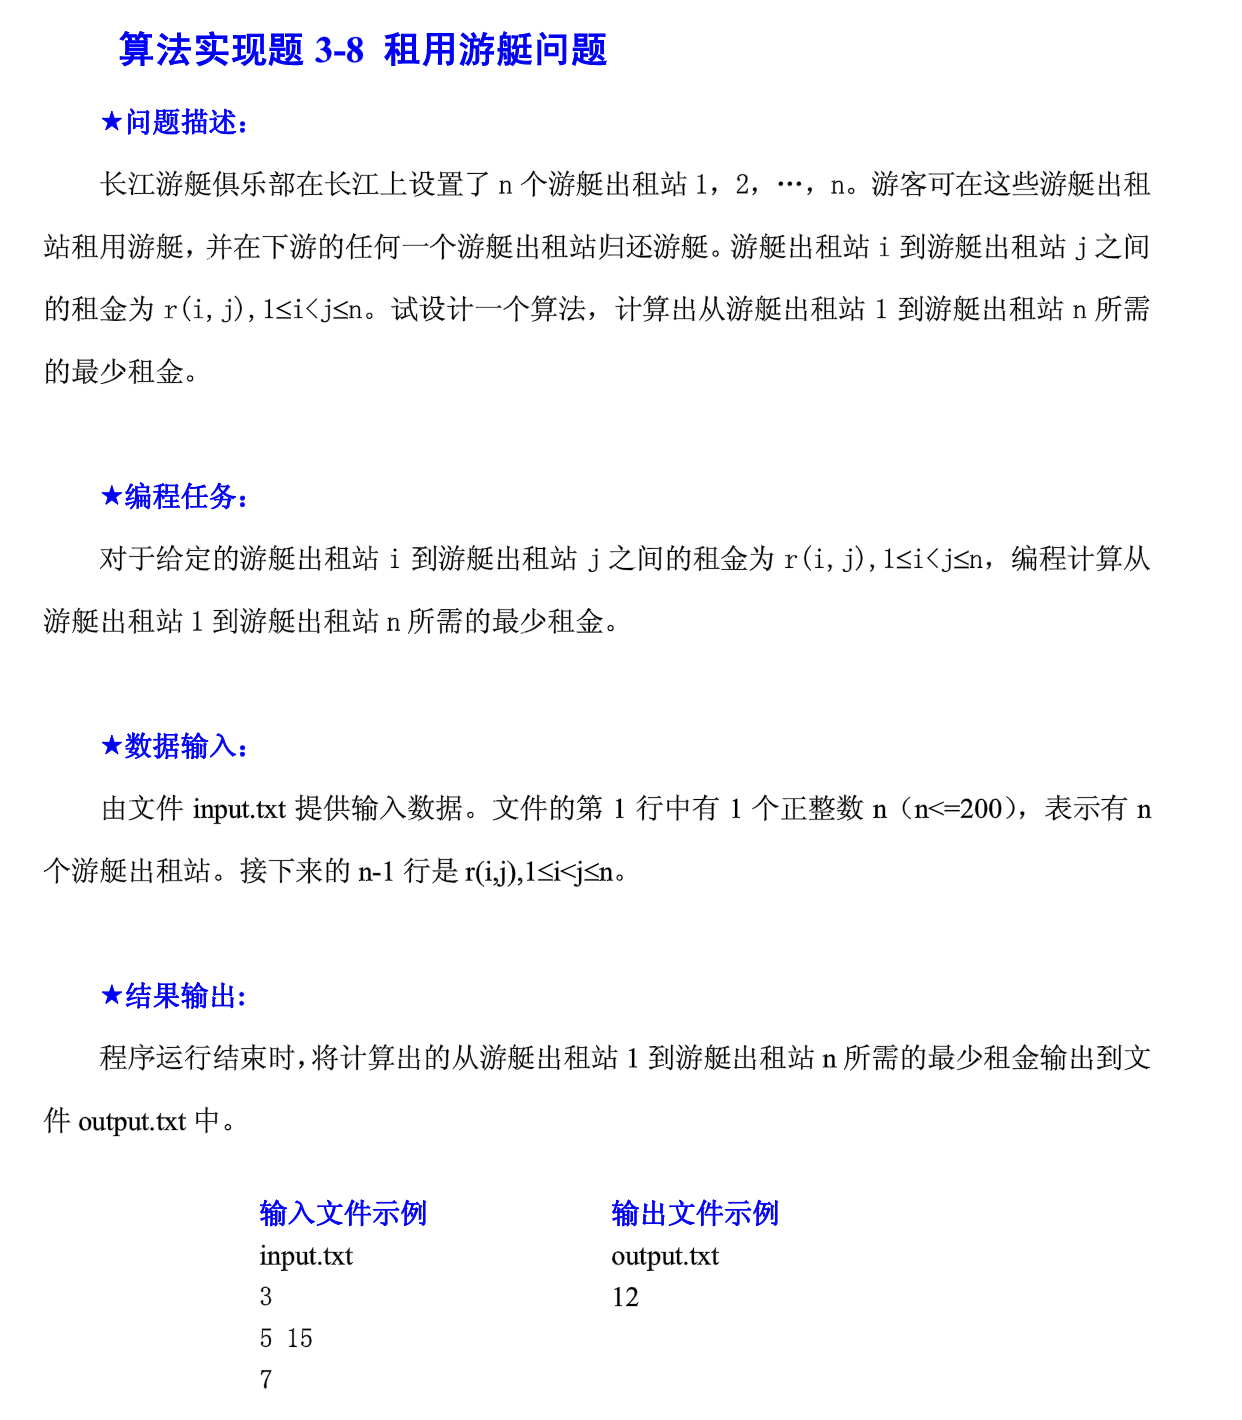 算法实现题 3-8 租用游艇问题
★问题描述：
长江游艇俱乐部在长江上设置了 n 个游艇出租站 1，2，…，n。游客可在这些游艇出租
站租用游艇，并在下游的任何一个游艇出租站归还游艇。游艇出租站 i 到游艇出租站 j 之间
的租金为 r(i,j),1≤i<j≤n。试设计一个算法，计算出从游艇出租站 1 到游艇出租站 n 所需
的最少租金。
★编程任务：
对于给定的游艇出租站 i 到游艇出租站 j 之间的租金为 r(i,j),1≤i<j≤n，编程计算从
游艇出租站 1 到游艇出租站 n 所需的最少租金。
★数据输入：
由文件 input.txt 提供输入数据。文件的第 1 行中有 1 个正整数 n（n<=200），表示有 n
个游艇出租站。接下来的 n-1 行是 r(i,j),1≤i<j≤n。
★结果输出:
程序运行结束时，将计算出的从游艇出租站 1 到游艇出租站 n 所需的最少租金输出到文
件 output.txt 中。
输入文件示例 输出文件示例
input.txt output.txt
3 12
5 15
7